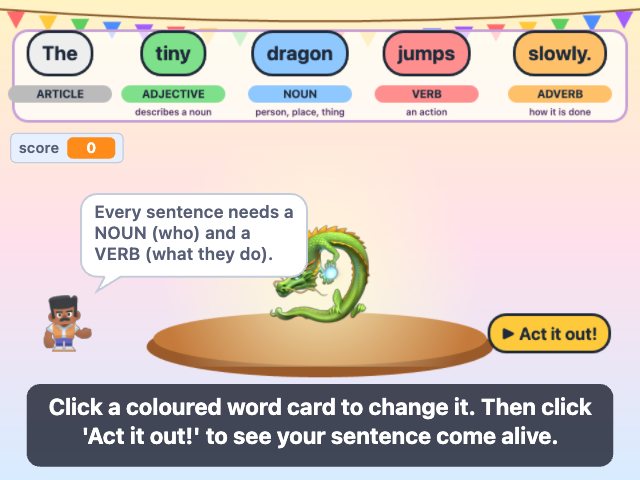 The tiny dragon jumps slowly.
ARTICLE ADJECTIVE NOUN VERB ADVERB
describes a noun person, place, thing an action how it is done
score 0
Every sentence needs a
NOUN (who) and a
VERB (what they do).
Act it out!
Click a coloured word card to change it. Then click
'Act it out!' to see your sentence come alive.